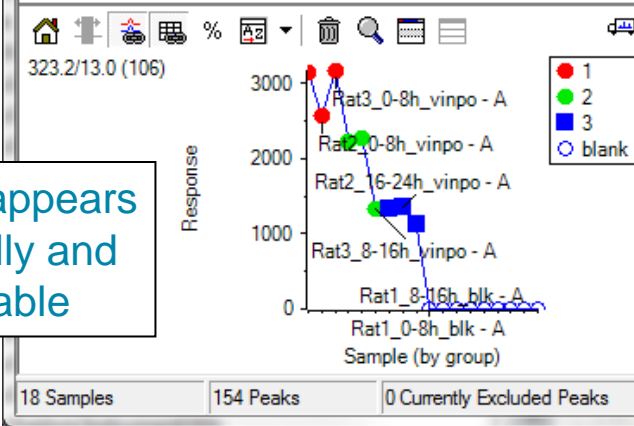 %
A Z
323.2/13.0 (106)
3000
2000
1000
0
Response
Rat3_0-8h_vinpo - A
Rat2_0-8h_vinpo - A
Rat2_16-24h_vinpo - A
Rat3_8-16h_vinpo - A
Rat1_8-16h_blk - A
Rat1_0-8h_blk - A
Sample (by group)
1
2
3
blank
appears
lly and
able
18 Samples
154 Peaks
0 Currently Excluded Peaks